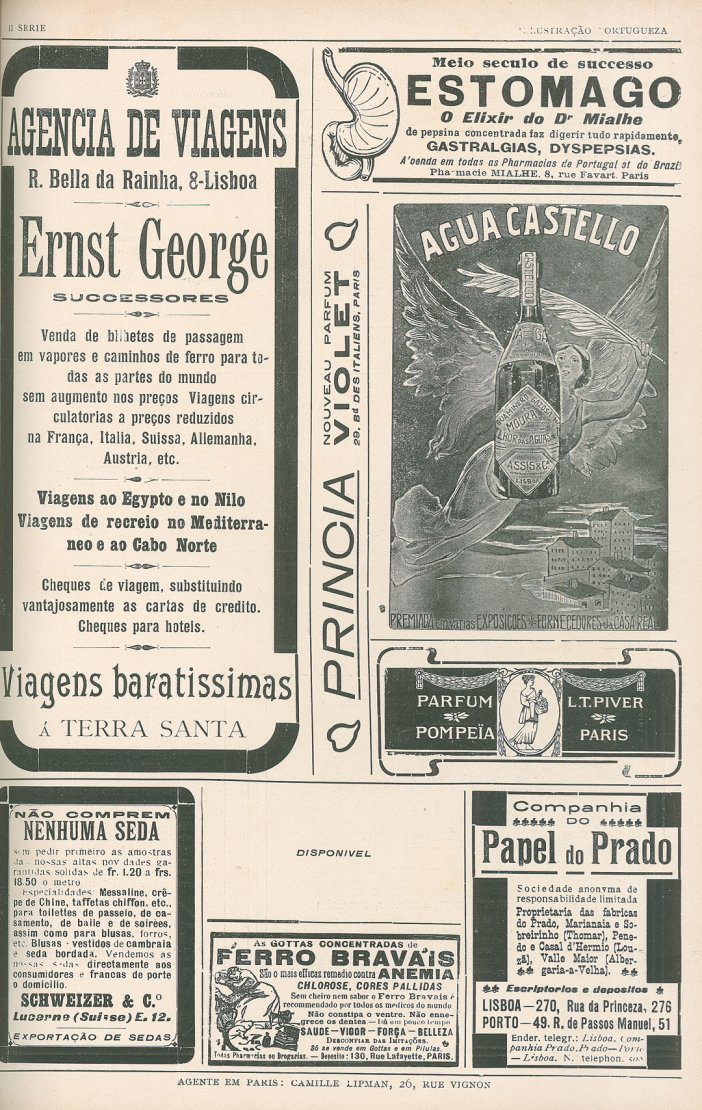 II SERIE
AGENCIA DE VIAGENS
R. Bella da Rainha, 8-Lisboa
Ernst George
SUCCESSORES
Venda de bilhetes de passagem
em vapores e caminhos de ferro para to-
das as partes do mundo
sem augmento nos preços Viagens cir-
culatorias a preços reduzidos
na França, Italia, Suissa, Allemanha,
Austria, etc.
Viagens ao Egypto e no Nilo
Viagens de recreio no Mediterra-
neo e ao Cabo Norte
Cheques de viagem, substituindo
vantajosamente as cartas de credito.
Cheques para hoteis.
Viagens baratissimas
Á TERRA SANTA
PRINCIA
NOUVEAU PARFUM
VIOLET
29, Bd DES ITALIENS, PARIS
Meio seculo de successo
ESTOMAGO
O Elixir do Dr Mialhe
de pepsina concentrada faz digerir tudo rapidamente,
GASTRALGIAS, DYSPEPSIAS.
A'venda em todas as Pharmacias de Portugal
Pharmacie MIALHE, 8, rue Favart, Paris
AGUA CASTELLO
CASTELLO
MOURA
ASSIS & Ca
LISBOA
PREMIADA em varias EXPOSIÇÕES FORNECEDORES da CASA REAL
PARFUM
POMPEÏA
L.T. PIVER
PARIS
NÃO COMPREM
NENHUMA SEDA
sem pedir primeiro as amostras
das nossas altas novidades ga-
rantidas solidas de fr. 1.20 a frs.
18.50 o metro
Especialidades: Messaline, crê-
pe de Chine, taffetas chiffon, etc.,
para toilettes de passeio, de ca-
samento, de baile e de soirées,
assim como para blusas, forros,
etc. Blusas vestidos de cambraia
e seda bordada. Vendemos as
nossas sedas directamente aos
consumidores e francas de porte
o domicilio.
SCHWEIZER & C.º
Lucerne (Suisse) E. 12.
EXPORTAÇÃO DE SEDAS
DISPONIVEL
As GOTTAS CONCENTRADAS de
FERRO BRAVAIS
São o mais efficaz remedio contra ANEMIA
CHLOROSE, CORES PALLIDAS
Sem cheiro nem sabor o Ferro Bravais é
recommendado por todos os medicos do mundo
Não constipa o ventre. Não enne-
grece os dentes — Dá em pouco tempo
SAUDE - VIGOR - FORÇA - BELLEZA
DESCONFIAR DAS IMITAÇÕES.
Só se vende em Gottas e em Pilulas.
Todas Pharmacias ou Drogarias. — Deposito: 130, Rue Lafayette, PARIS.
Companhia
DO
Papel do Prado
Sociedade anonyma de
responsabilidade limitada
Proprietaria das fabricas
do Prado, Marianaia e So-
breirinho (Thomar), Pene-
do e Casal d'Hermio (Lou-
gã), Valle Maior (Alber-
garia-a-Velha).
Escriptorios e depositos
LISBOA—270, Rua da Princeza, 276
PORTO—49, R. de Passos Manuel, 51
Ender. telegr.: Lisboa, Com-
panhia Prado. Prado—Porto
—Lisboa. N. telephon.
AGENTE EM PARIS: CAMILLE LIPMAN, 26, RUE VIGNON